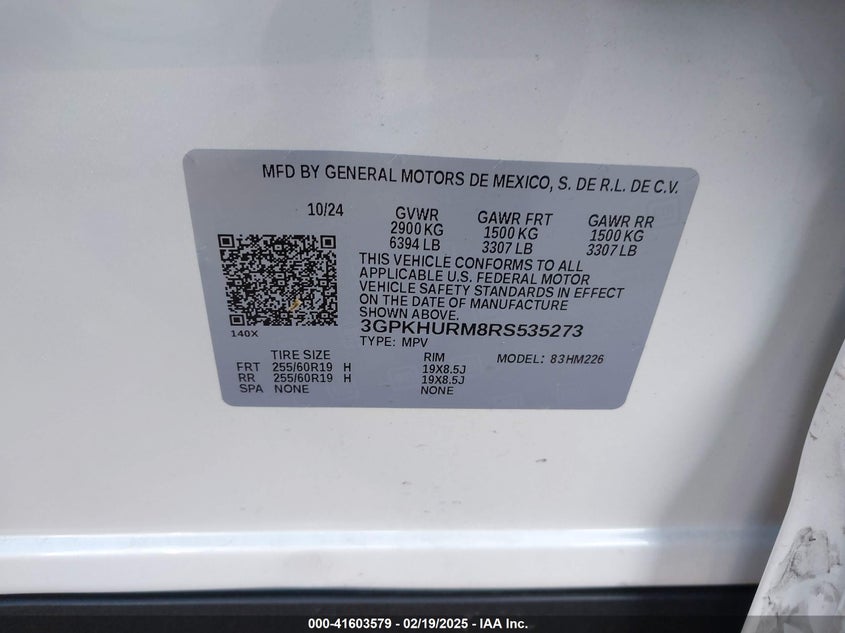 MFD BY GENERAL MOTORS DE MEXICO, S. DE R.L. DE C.V.
10/24 GVWR GAWR FRT GAWR RR
2900 KG 1500 KG 1500 KG
6394 LB 3307 LB 3307 LB
THIS VEHICLE CONFORMS TO ALL
APPLICABLE U.S. FEDERAL MOTOR
VEHICLE SAFETY STANDARDS IN EFFECT
ON THE DATE OF MANUFACTURE
SHOWN ABOVE.
140X
3GPKHURM8RS535273
TYPE: MPV MODEL: 83HM226
TIRE SIZE RIM
FRT 255/60R19 H 19X8.5J
RR 255/60R19 H 19X8.5J
SPA NONE NONE
000-41603579 - 02/19/2025 - IAA Inc.